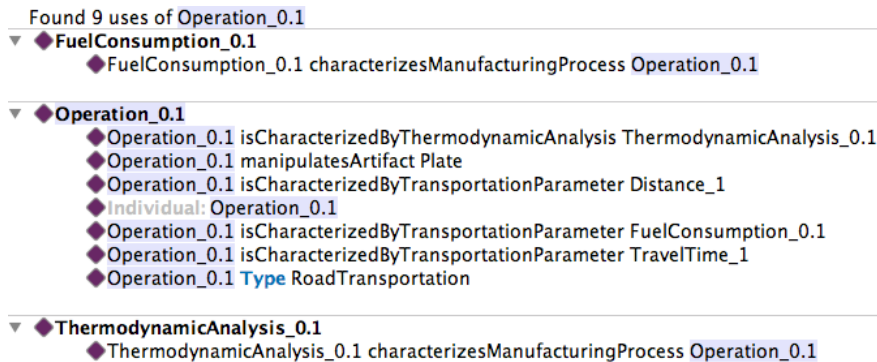 Found 9 uses of Operation_0.1
FuelConsumption_0.1
FuelConsumption_0.1 characterizesManufacturingProcess Operation_0.1
Operation_0.1
Operation_0.1 isCharacterizedByThermodynamicAnalysis ThermodynamicAnalysis_0.1
Operation_0.1 manipulatesArtifact Plate
Operation_0.1 isCharacterizedByTransportationParameter Distance_1
Individual: Operation_0.1
Operation_0.1 isCharacterizedByTransportationParameter FuelConsumption_0.1
Operation_0.1 isCharacterizedByTransportationParameter TravelTime_1
Operation_0.1 Type RoadTransportation
ThermodynamicAnalysis_0.1
ThermodynamicAnalysis_0.1 characterizesManufacturingProcess Operation_0.1